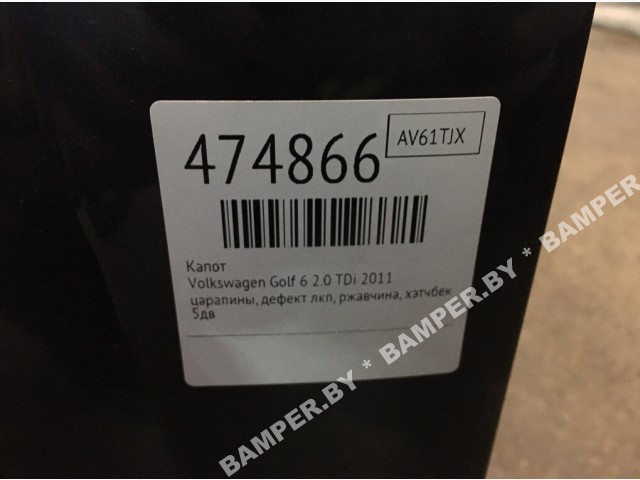 474866
AV61TJX
Капот
Volkswagen Golf 6 2.0 TDi 2011
царапины, дефект лкп, ржавчина, хэтчбек
5дв
BAMPER.BY * BAMPER.BY * BAMPER.BY